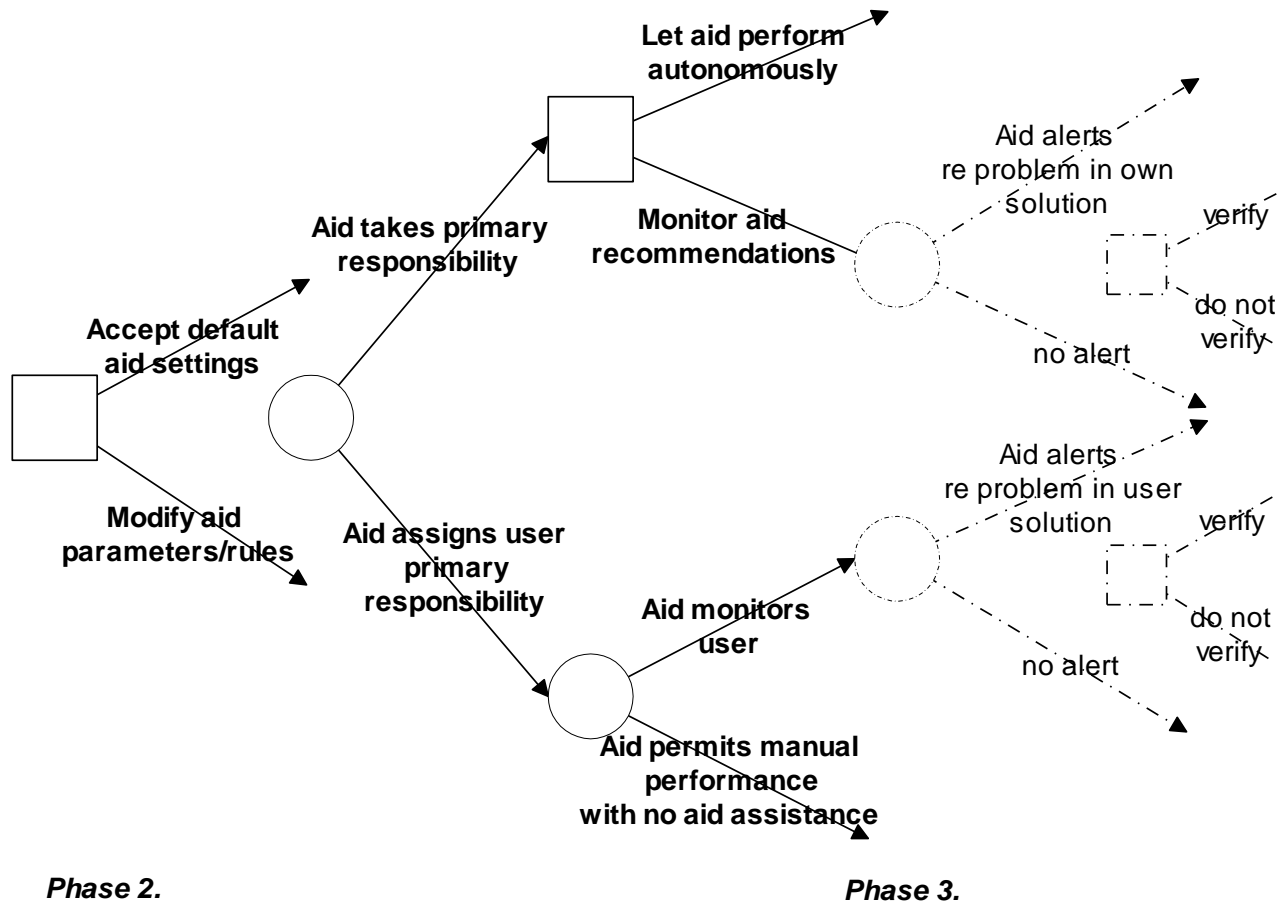 Let aid perform
autonomously
Aid alerts
re problem in own
solution
verify
do not
verify
no alert
Aid takes primary
responsibility
Monitor aid
recommendations
Accept default
aid settings
Modify aid
parameters/rules
Aid assigns user
primary
responsibility
Aid alerts
re problem in user
solution
verify
do not
verify
no alert
Aid monitors
user
Aid permits manual
performance
with no aid assistance
Phase 2.
Phase 3.